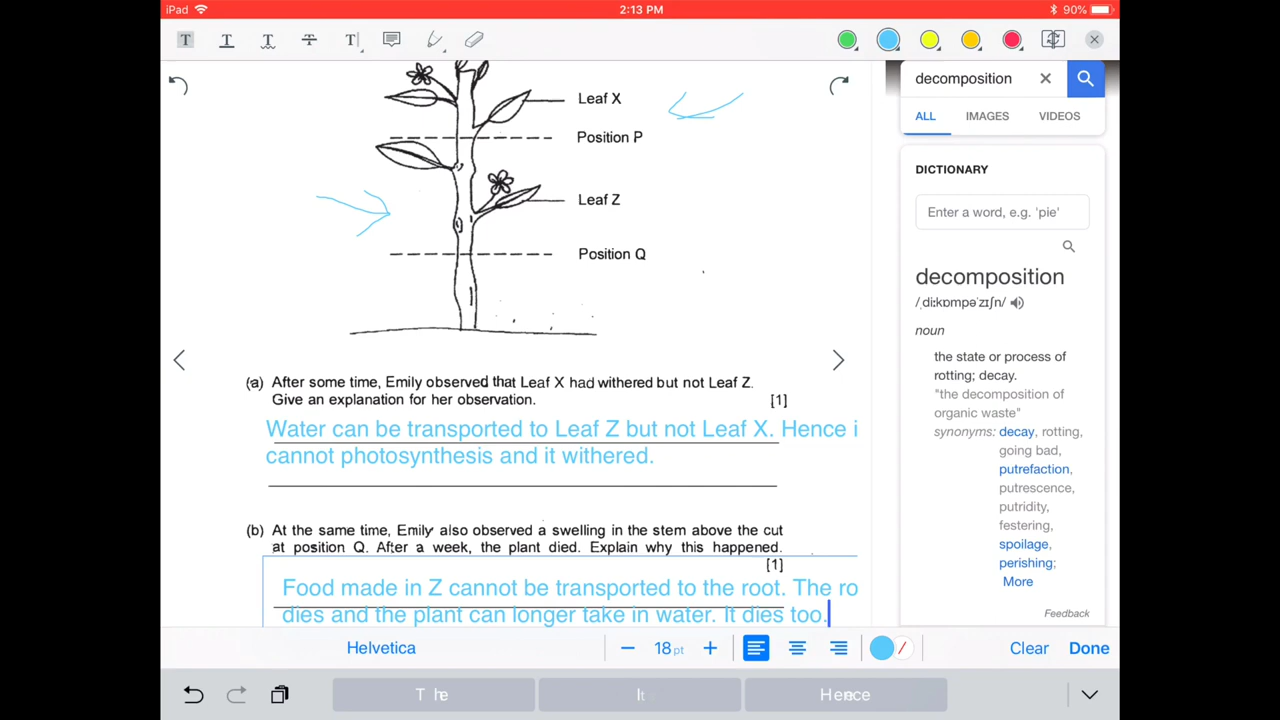 iPad
2:13 PM
90%
T T T T T
decomposition
ALL IMAGES VIDEOS
Leaf X
Position P
Leaf Z
Position Q
DICTIONARY
Enter a word, e.g. 'pie'
decomposition
/ˌdiːkɒmpəˈzɪʃn/
noun
the state or process of
rotting; decay.
"the decomposition of
organic waste"
synonyms: decay, rotting,
going bad,
putrefaction,
putrescence,
putridity,
festering,
spoilage,
perishing;
More
Feedback
(a) After some time, Emily observed that Leaf X had withered but not Leaf Z.
Give an explanation for her observation. [1]
Water can be transported to Leaf Z but not Leaf X. Hence i
cannot photosynthesis and it withered.
(b) At the same time, Emily also observed a swelling in the stem above the cut
at position Q. After a week, the plant died. Explain why this happened.
[1]
Food made in Z cannot be transported to the root. The ro
dies and the plant can longer take in water. It dies too.
Helvetica
18 pt
Clear Done
The It Hence